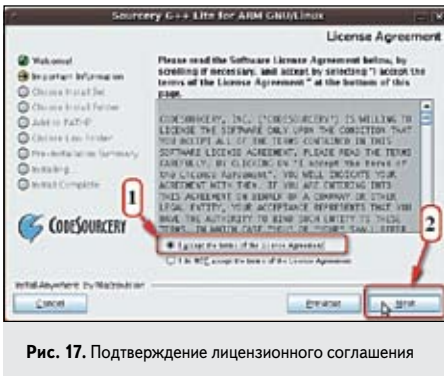 Sourcery G++ Lite for ARM GNU/Linux
License Agreement
Welcome!
Important Information
Choose Install Set
Choose Install Folder
Add to PATH?
Choose Link Folder
Pre-Installation Summary
Installing...
Install Complete
CODESOURCERY
Please read the Software License Agreement below, by
scrolling if necessary, and accept by selecting "I accept the
terms of the License Agreement" at the bottom of this
page.
CODESOURCERY, INC. ("CODESOURCERY") IS WILLING TO
LICENSE THE SOFTWARE ONLY UPON THE CONDITION THAT
YOU ACCEPT ALL OF THE TERMS CONTAINED IN THIS
SOFTWARE LICENSE AGREEMENT. PLEASE READ THE TERMS
CAREFULLY. BY CLICKING ON "I accept the terms of
the License Agreement", YOU WILL INDICATE YOUR
AGREEMENT WITH THEM. IF YOU ARE ENTERING INTO
THIS AGREEMENT ON BEHALF OF A COMPANY OR OTHER
LEGAL ENTITY, YOUR ACCEPTANCE REPRESENTS THAT YOU
HAVE THE AUTHORITY TO BIND SUCH ENTITY TO THESE
TERMS, IN WHICH CASE "YOU" OR "YOUR" SHALL REFER
1
I accept the terms of the License Agreement
I do NOT accept the terms of the License Agreement
2
InstallAnywhere by Macrovision
Cancel
Previous
Next
Рис. 17. Подтверждение лицензионного соглашения